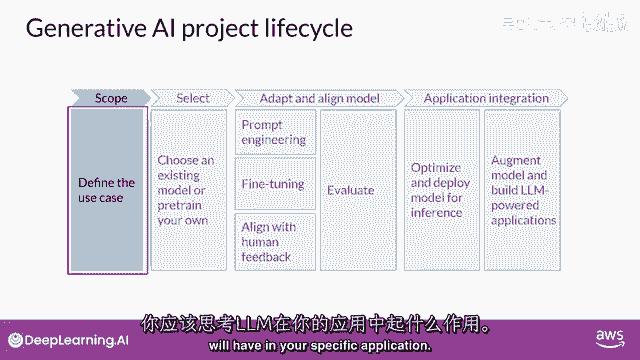 Generative AI project lifecycle
Scope
Select
Adapt and align model
Application integration
Define the
use case
Choose an
existing
model or
pretrain
your own
Prompt
engineering
Fine-tuning
Align with
human
feedback
Evaluate
Optimize
and deploy
model for
inference
Augment
model and
build LLM-
powered
applications
你应该思考LLM在你的应用中起什么作用。
will have in your specific application.
DeepLearning.AI
aws